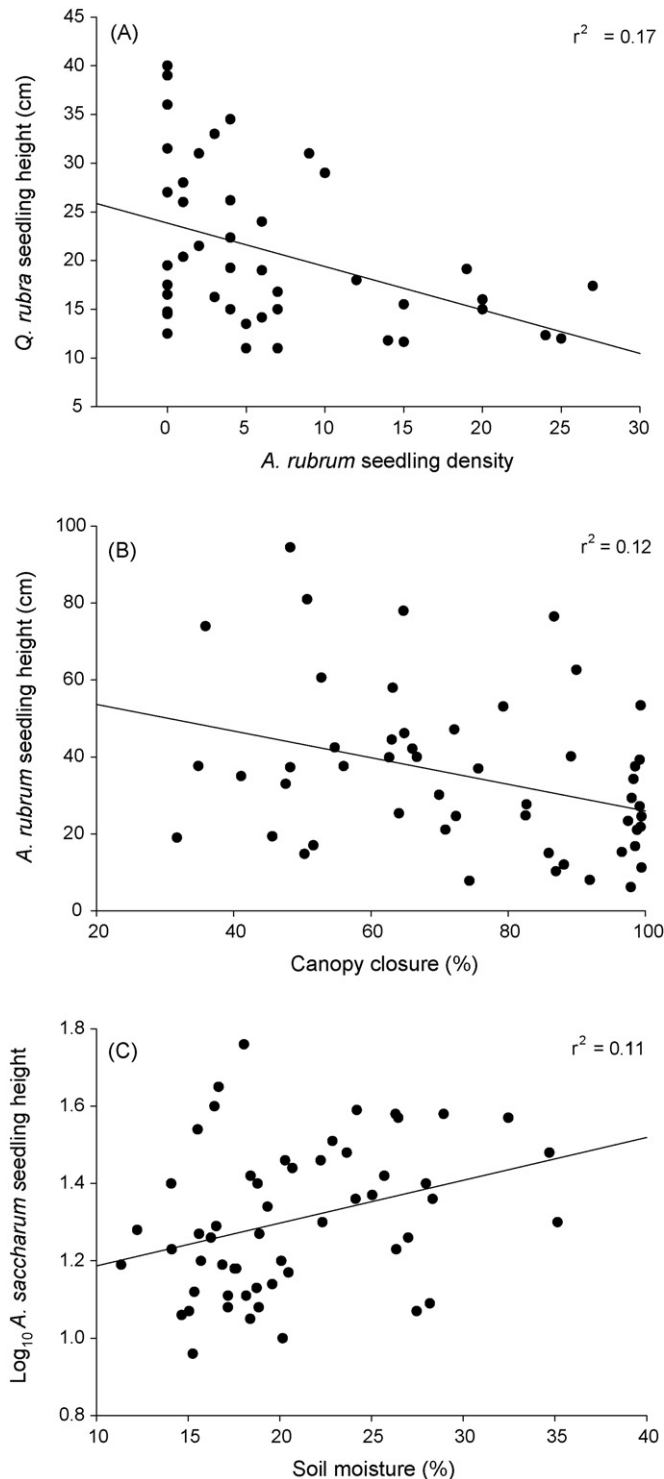 (A)
r² = 0.17
40
45
35
30
25
20
15
10
5
Q. rubra seedling height (cm)
0 5 10 15 20 25 30
A. rubrum seedling density
(B)
r² = 0.12
100
80
60
40
20
0
A. rubrum seedling height (cm)
20 40 60 80 100
Canopy closure (%)
(C)
r² = 0.11
1.8
1.6
1.4
1.2
1.0
0.8
Log₁₀ A. saccharum seedling height
10 15 20 25 30 35 40
Soil moisture (%)